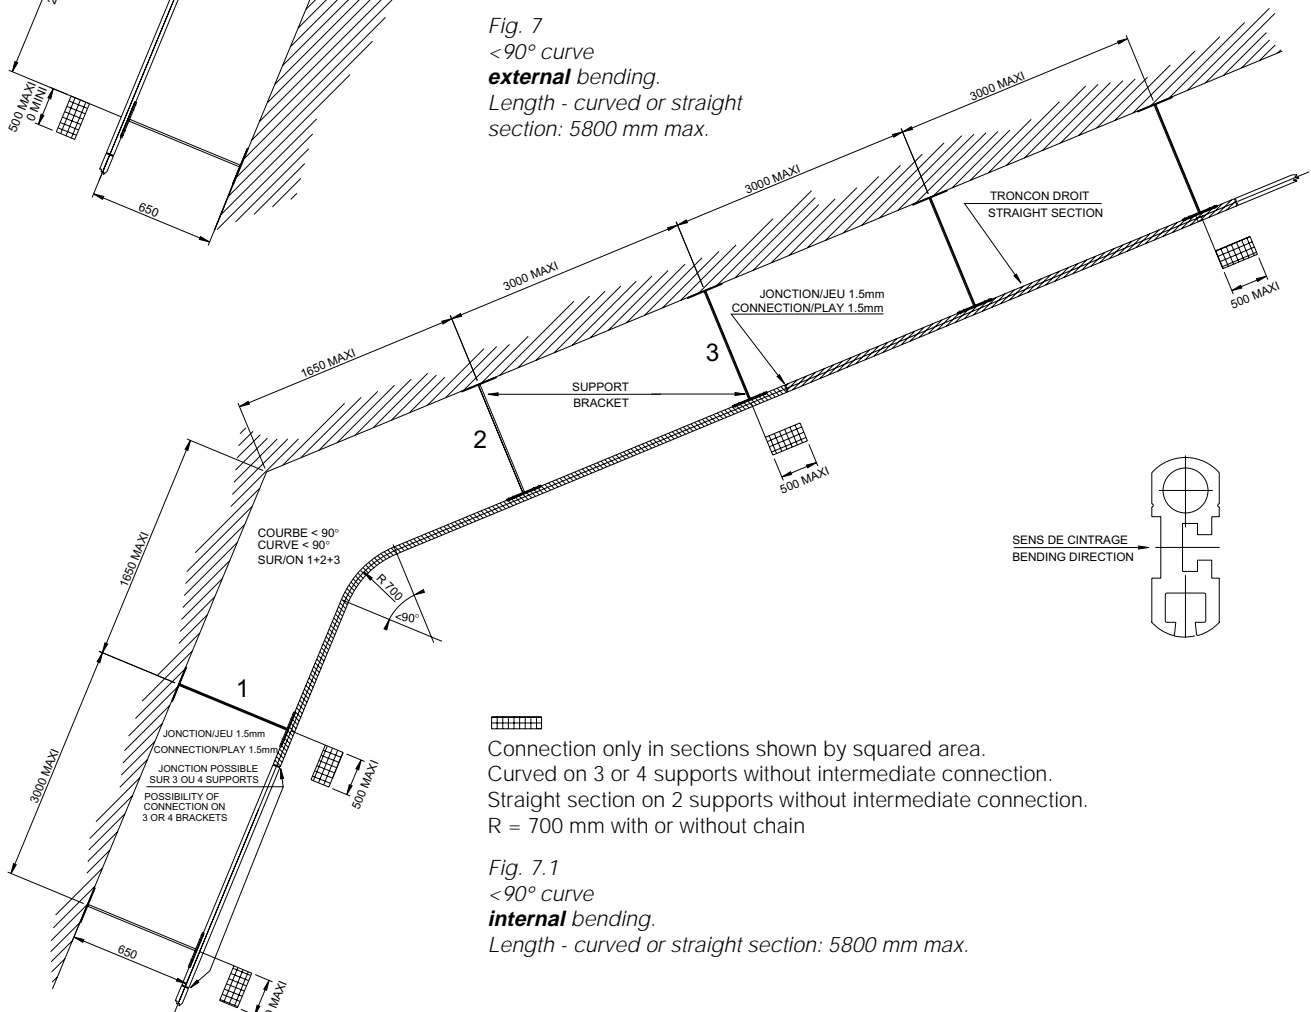 Fig. 7
<90° curve
external bending.
Length - curved or straight
section: 5800 mm max.
500 MAXI
0 MINI
650
3000 MAXI
3000 MAXI
3000 MAXI
1650 MAXI
TRONCON DROIT
STRAIGHT SECTION
500 MAXI
JONCTION/JEU 1.5mm
CONNECTION/PLAY 1.5mm
3
SUPPORT
BRACKET
2
500 MAXI
1650 MAXI
COURBE < 90°
CURVE < 90°
SUR/ON 1+2+3
R 700
<90°
SENS DE CINTRAGE
BENDING DIRECTION
1
3000 MAXI
JONCTION/JEU 1.5mm
CONNECTION/PLAY 1.5mm
JONCTION POSSIBLE
SUR 3 OU 4 SUPPORTS
POSSIBILITY OF
CONNECTION ON
3 OR 4 BRACKETS
500 MAXI
650
MAXI
Connection only in sections shown by squared area.
Curved on 3 or 4 supports without intermediate connection.
Straight section on 2 supports without intermediate connection.
R = 700 mm with or without chain
Fig. 7.1
<90° curve
internal bending.
Length - curved or straight section: 5800 mm max.